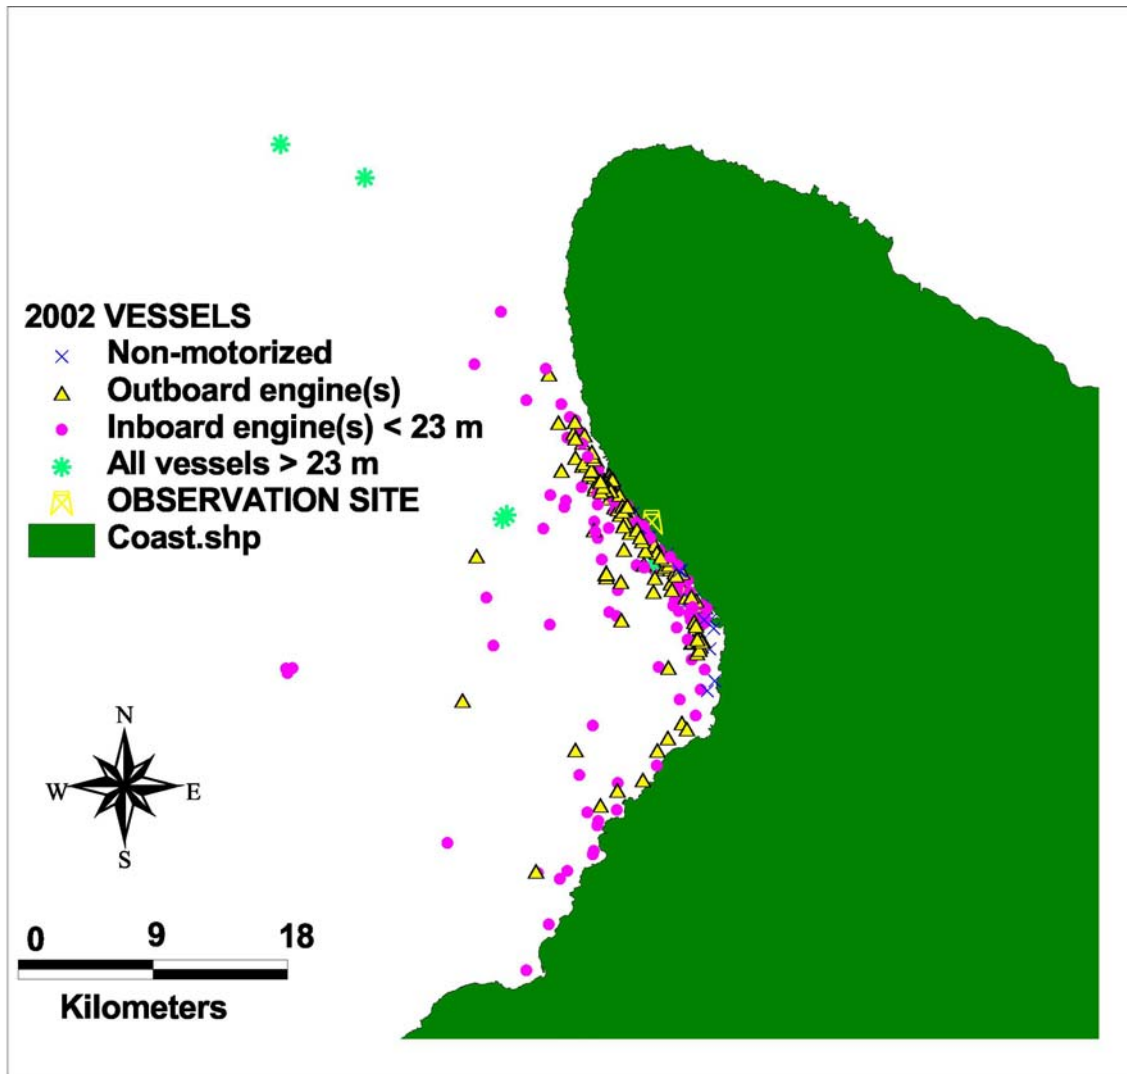 2002 VESSELS
Non-motorized
Outboard engine(s)
Inboard engine(s) < 23 m
All vessels > 23 m
OBSERVATION SITE
Coast.shp
N
W E
S
0 9 18
Kilometers